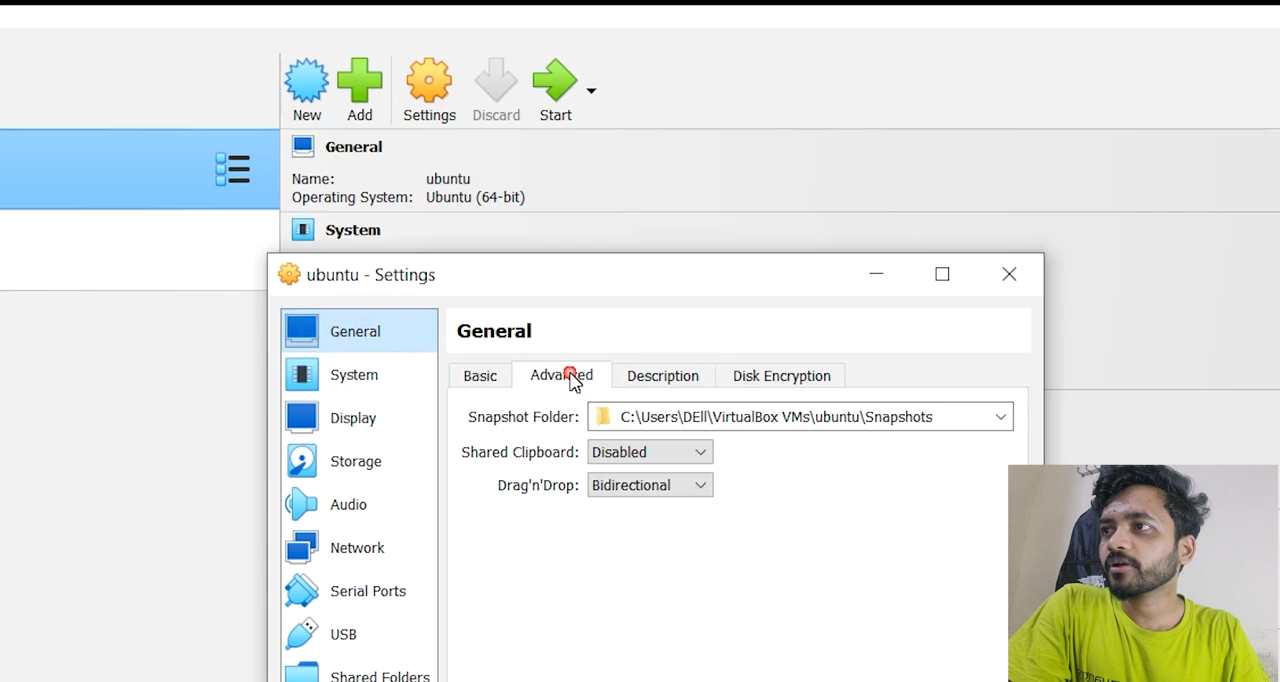 New Add Settings Discard Start
General
Name: ubuntu
Operating System: Ubuntu (64-bit)
System
ubuntu - Settings
General
System
Display
Storage
Audio
Network
Serial Ports
USB
Shared Folders
General
Basic Advanced Description Disk Encryption
Snapshot Folder: C:\Users\DEll\VirtualBox VMs\ubuntu\Snapshots
Shared Clipboard: Disabled
Drag'n'Drop: Bidirectional